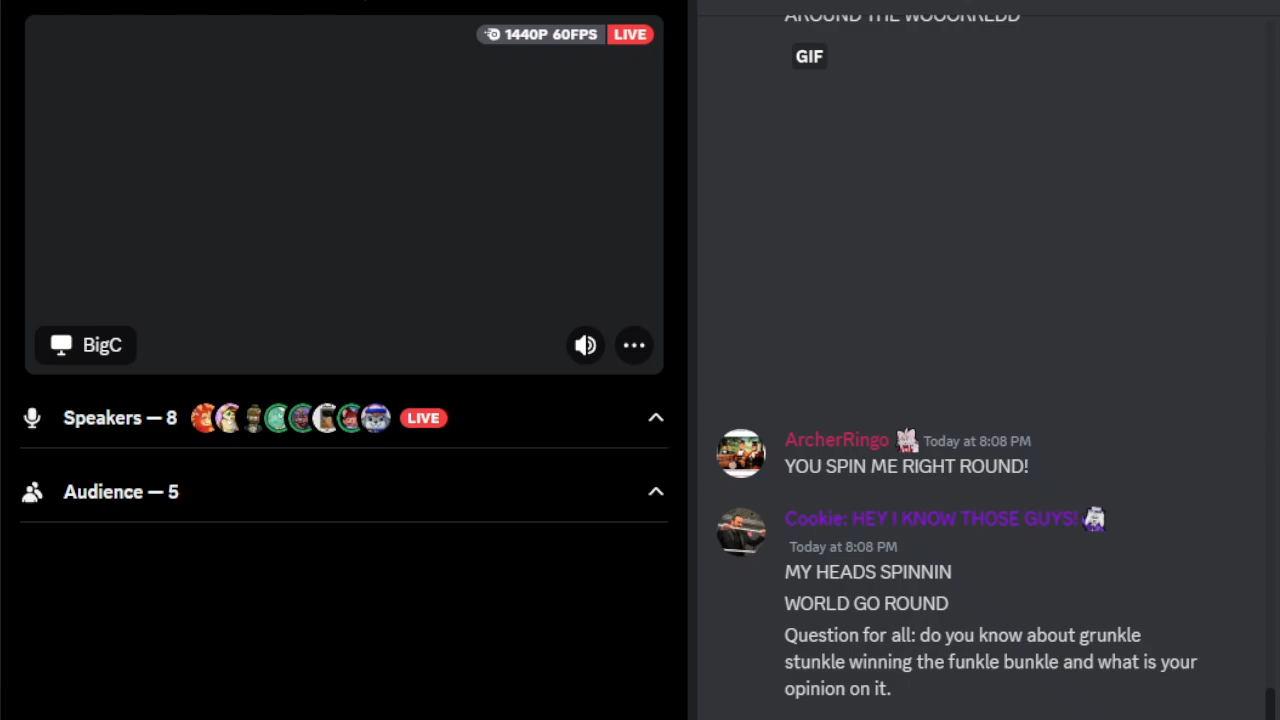 1440P 60FPS LIVE
BigC
Speakers — 8 LIVE
Audience — 5
AROUND THE WOOORREDD
GIF
ArcherRingo Today at 8:08 PM
YOU SPIN ME RIGHT ROUND!
Cookie: HEY I KNOW THOSE GUYS!
Today at 8:08 PM
MY HEADS SPINNIN
WORLD GO ROUND
Question for all: do you know about grunkle
stunkle winning the funkle bunkle and what is your
opinion on it.